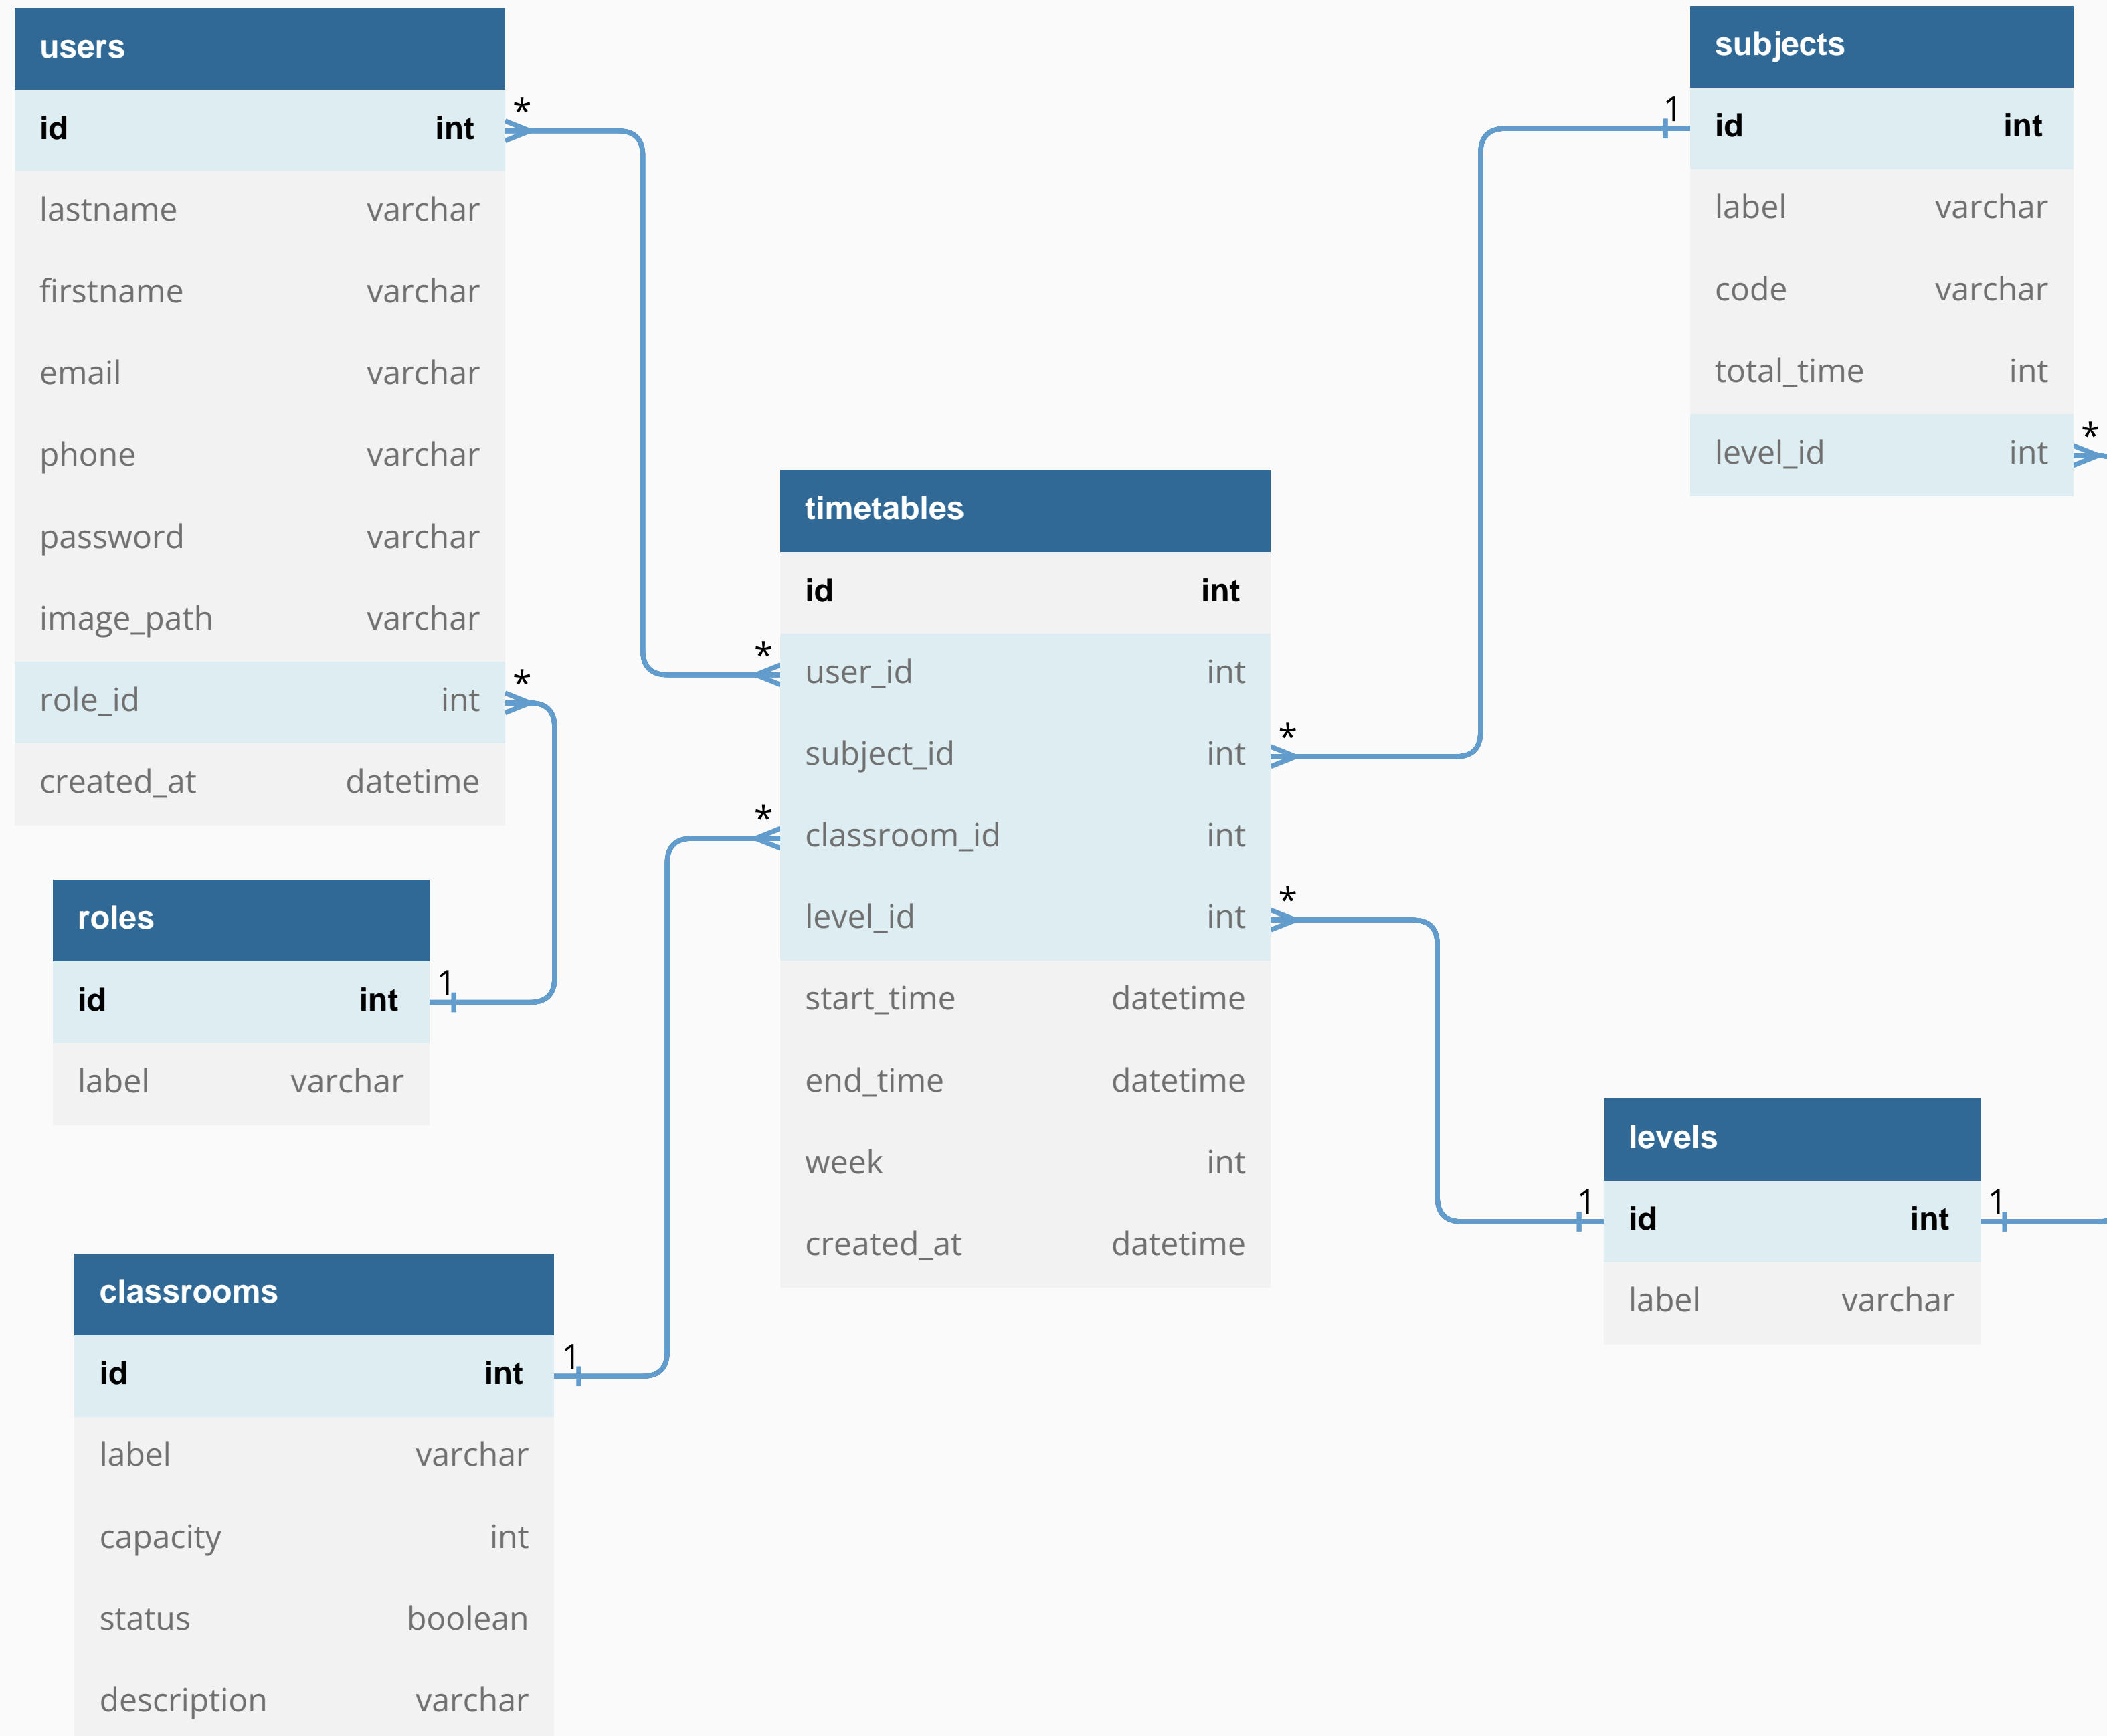 users
id int
lastname varchar
firstname varchar
email varchar
phone varchar
password varchar
image_path varchar
role_id int
created_at datetime
*
*
roles
id int
label varchar
1
classrooms
id int
label varchar
capacity int
status boolean
description varchar
1
timetables
id int
user_id int
subject_id int
classroom_id int
level_id int
start_time datetime
end_time datetime
week int
created_at datetime
*
*
*
*
subjects
id int
label varchar
code varchar
total_time int
level_id int
1
*
levels
id int
label varchar
1
1